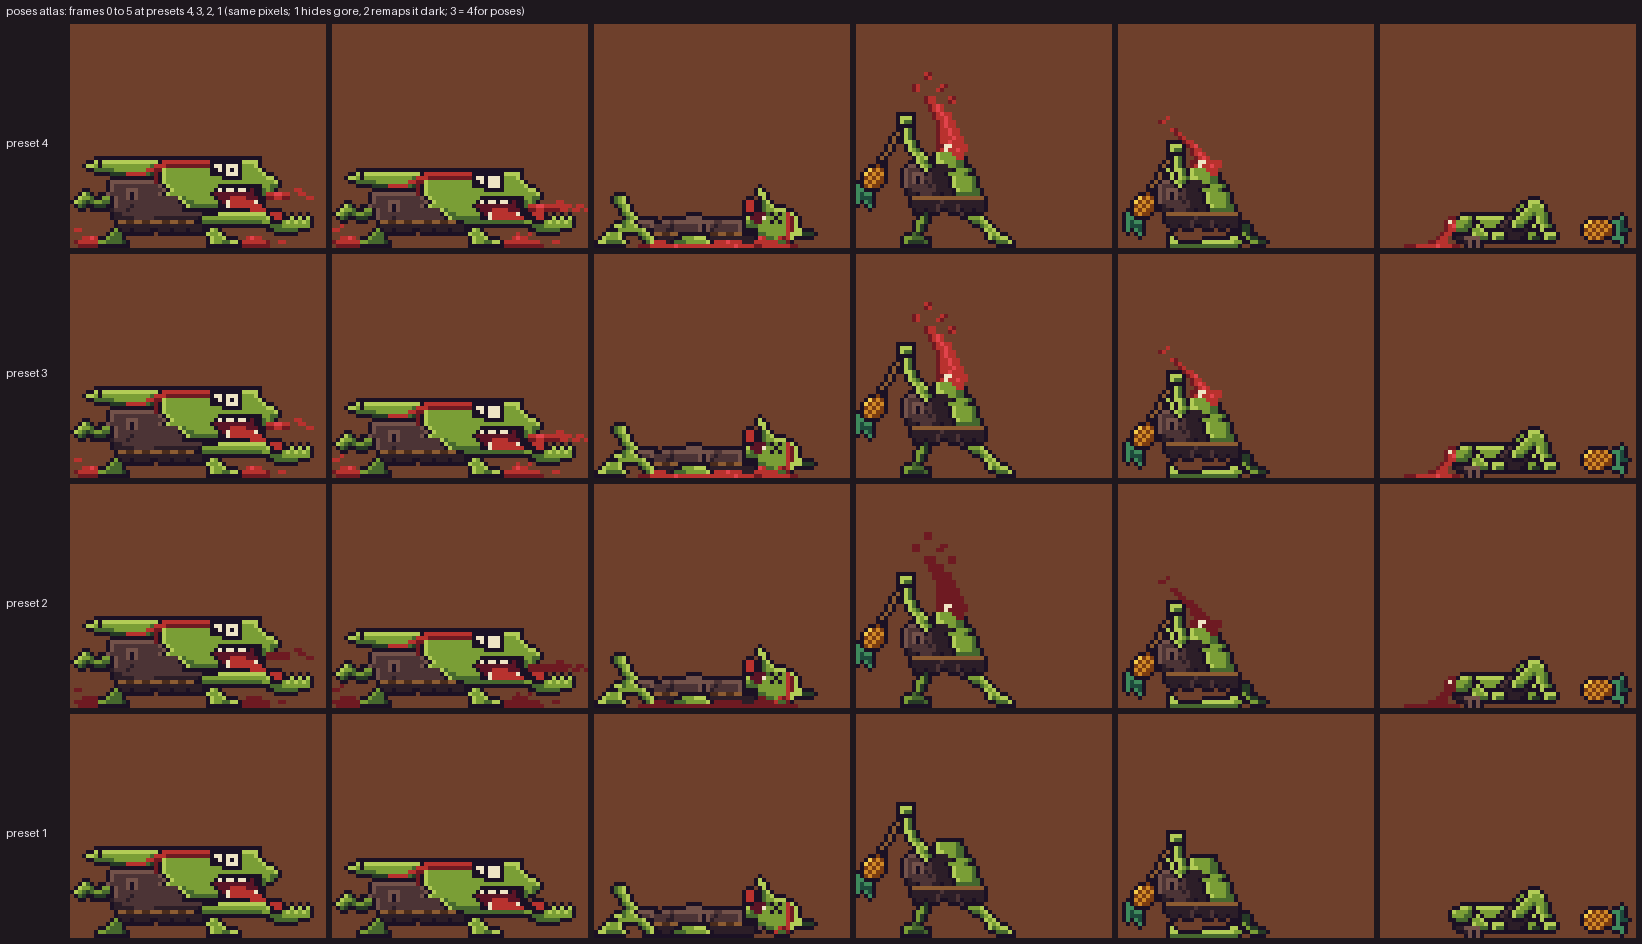 poses atlas: frames 0 to 5 at presets 4, 3, 2, 1 (same pixels; 1 hides gore, 2 remaps it dark; 3 = 4 for poses)
preset 4
preset 3
preset 2
preset 1